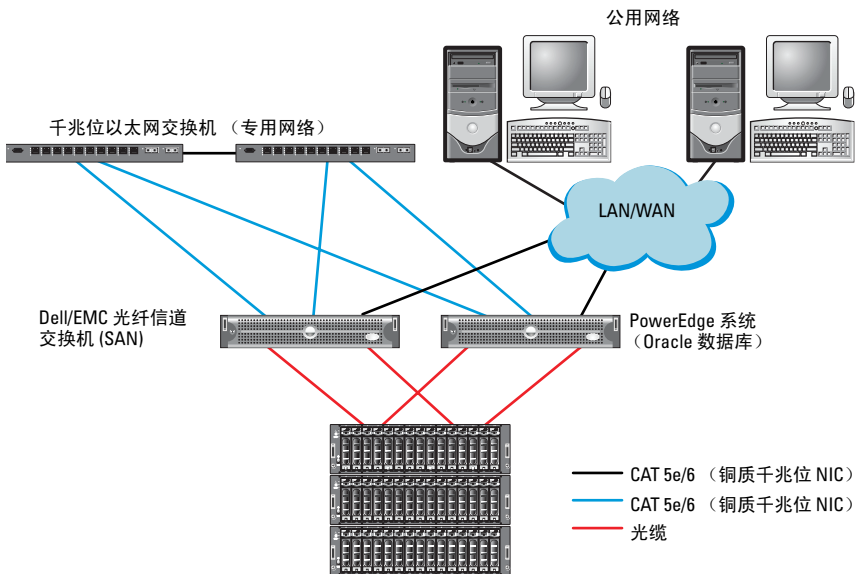 公用网络
千兆位以太网交换机 （专用网络）
LAN/WAN
Dell/EMC 光纤信道
交换机 (SAN)
PowerEdge 系统
（Oracle 数据库）
CAT 5e/6 （铜质千兆位 NIC）
CAT 5e/6 （铜质千兆位 NIC）
光缆